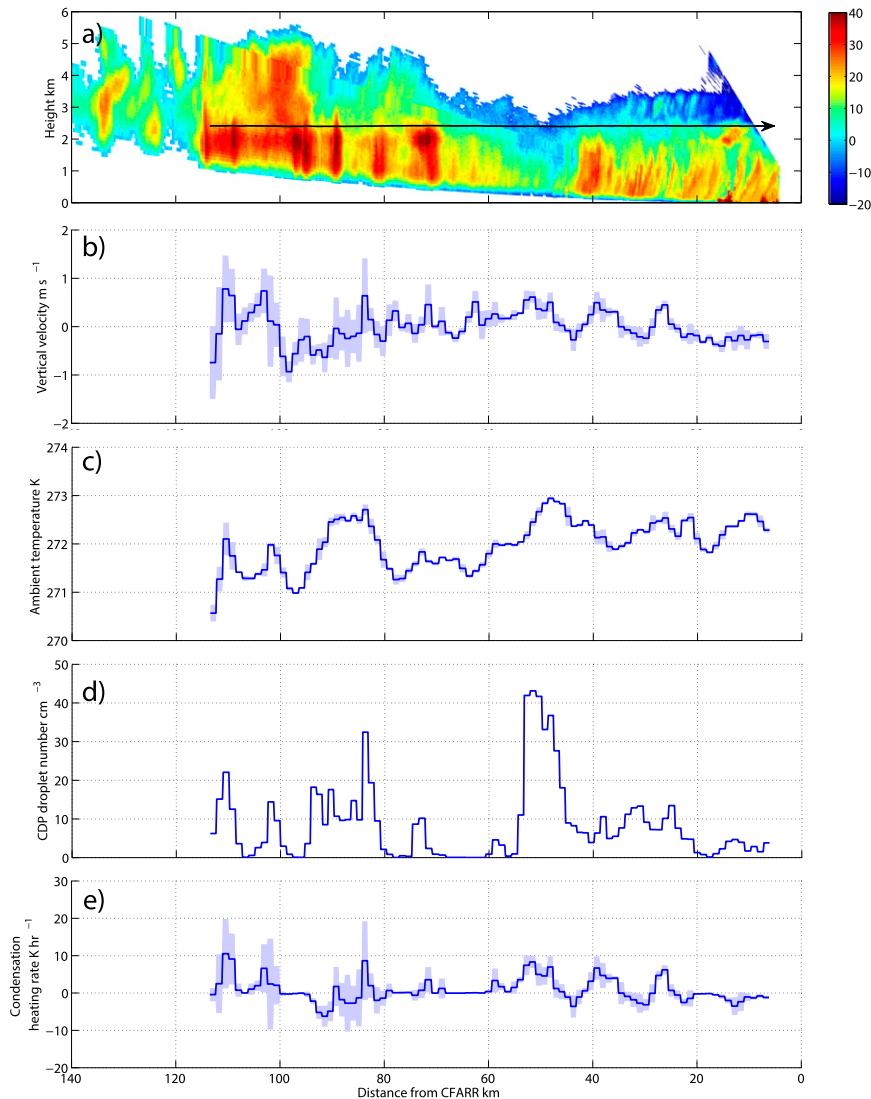 6
5
4
3
2
1
0
Height km
a)
40
30
20
10
0
−10
−20
2
1
0
−1
−2
Vertical velocity m s −1
b)
274
273
272
271
270
Ambient temperature K
c)
50
40
30
20
10
0
CDP droplet number cm −3
d)
30
20
10
0
−10
−20
Condensation
heating rate K hr −1
e)
140 120 100 80 60 40 20 0
Distance from CFARR km